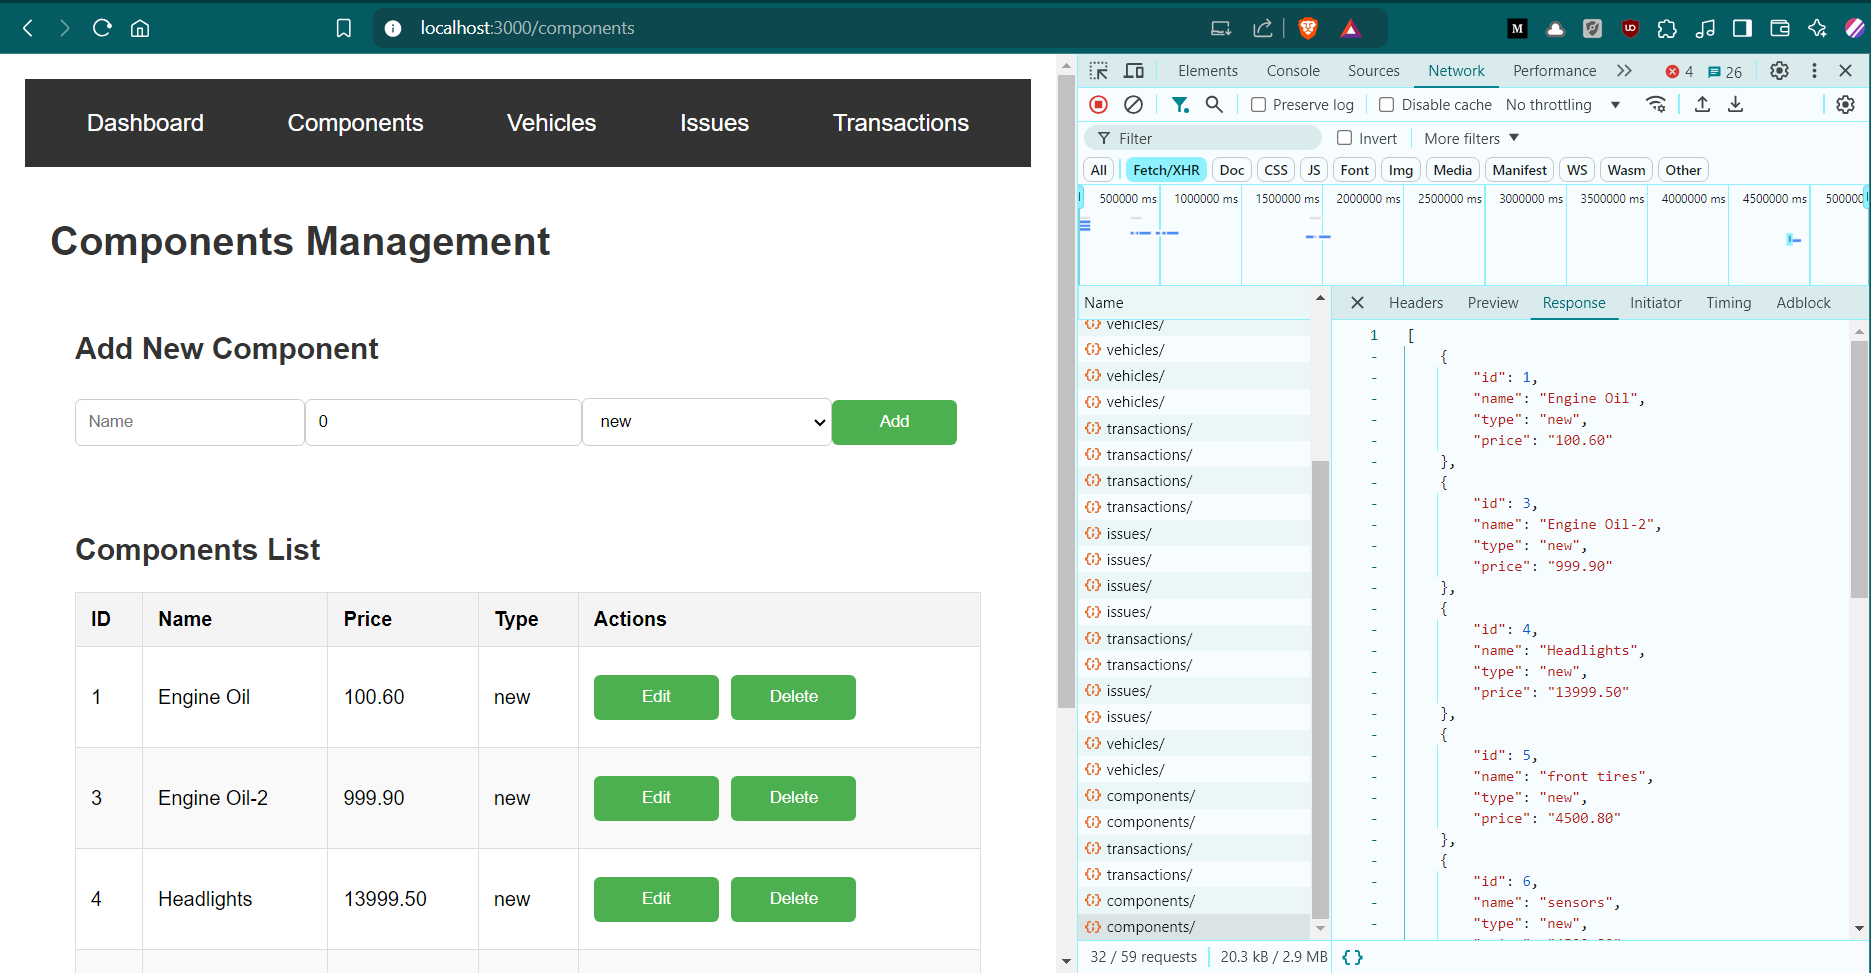 localhost:3000/components
M
UD
Dashboard Components Vehicles Issues Transactions
Components Management
Add New Component
Name 0 new Add
Components List
ID Name Price Type Actions
1 Engine Oil 100.60 new Edit Delete
3 Engine Oil-2 999.90 new Edit Delete
4 Headlights 13999.50 new Edit Delete
Elements Console Sources Network Performance 4 26
Preserve log Disable cache No throttling
Filter Invert More filters
All Fetch/XHR Doc CSS JS Font Img Media Manifest WS Wasm Other
500000 ms 1000000 ms 1500000 ms 2000000 ms 2500000 ms 3000000 ms 3500000 ms 4000000 ms 4500000 ms 500000
Name
vehicles/
vehicles/
vehicles/
vehicles/
transactions/
transactions/
transactions/
transactions/
issues/
issues/
issues/
issues/
transactions/
transactions/
issues/
issues/
vehicles/
vehicles/
components/
components/
transactions/
transactions/
components/
components/
32 / 59 requests 20.3 kB / 2.9 MB { }
Headers Preview Response Initiator Timing Adblock
1 [
- {
- "id": 1,
- "name": "Engine Oil",
- "type": "new",
- "price": "100.60"
- },
- {
- "id": 3,
- "name": "Engine Oil-2",
- "type": "new",
- "price": "999.90"
- },
- {
- "id": 4,
- "name": "Headlights",
- "type": "new",
- "price": "13999.50"
- },
- {
- "id": 5,
- "name": "front tires",
- "type": "new",
- "price": "4500.80"
- },
- {
- "id": 6,
- "name": "sensors",
- "type": "new",